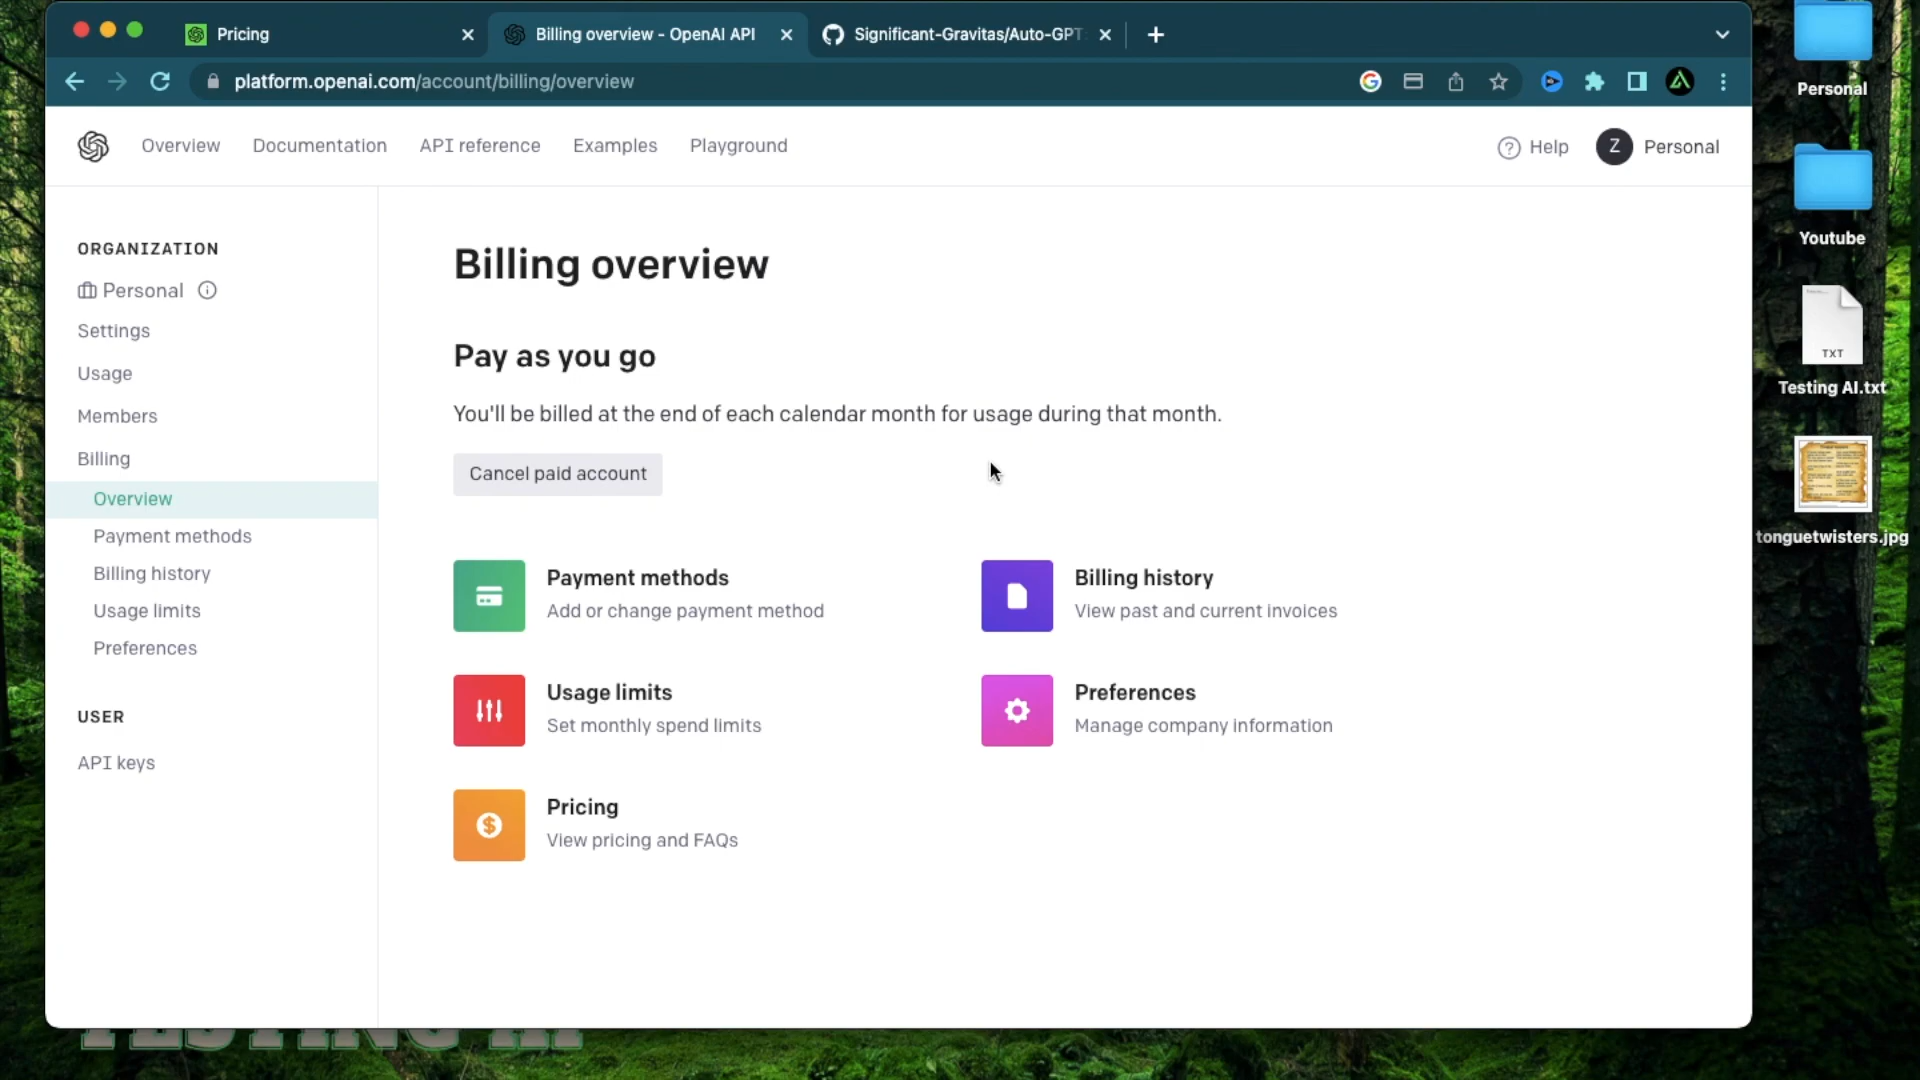 Pricing
Billing overview - OpenAI API
Significant-Gravitas/Auto-GPT
platform.openai.com/account/billing/overview
Personal
Overview
Documentation
API reference
Examples
Playground
Help
Z
Personal
Youtube
ORGANIZATION
Personal
Settings
Usage
Members
Billing
Overview
Payment methods
Billing history
Usage limits
Preferences
USER
API keys
Billing overview
Pay as you go
You'll be billed at the end of each calendar month for usage during that month.
Cancel paid account
Payment methods
Add or change payment method
Billing history
View past and current invoices
Usage limits
Set monthly spend limits
Preferences
Manage company information
Pricing
View pricing and FAQs
TXT
Testing AI.txt
tonguetwisters.jpg
TESTING AI